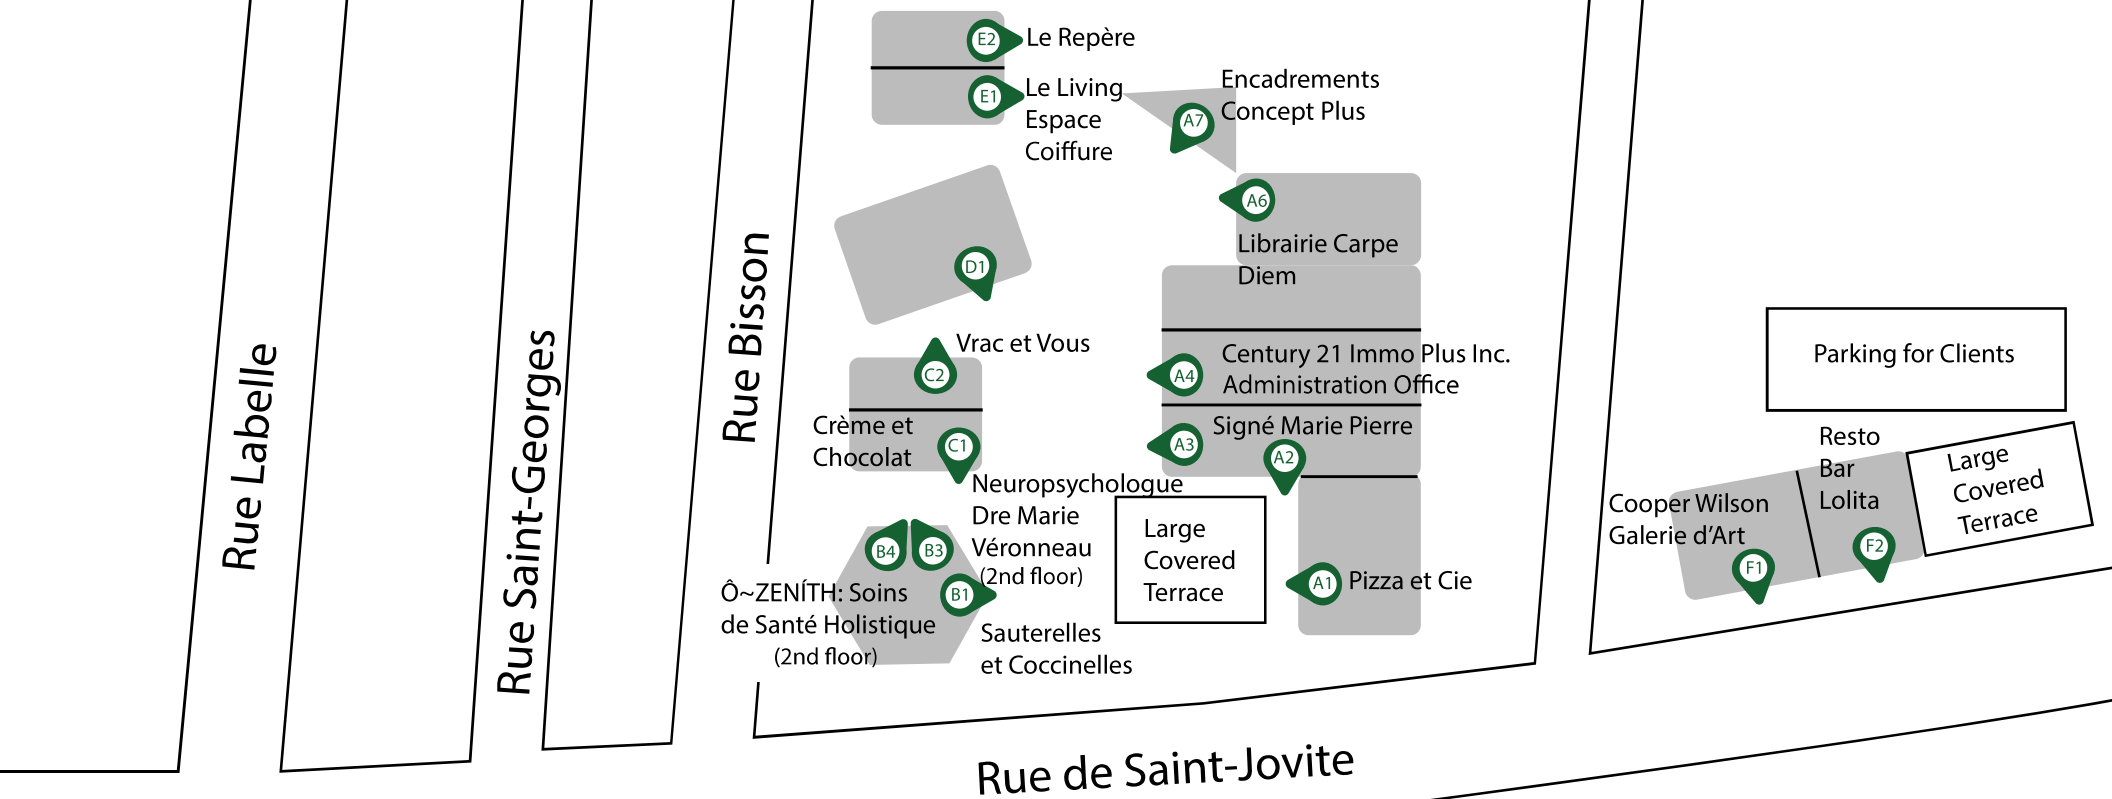 E2
Le Repère
E1
Le Living
Espace
Coiffure
A7
Encadrements
Concept Plus
A6
Librairie Carpe
Diem
D1
Vrac et Vous
C2
Crème et
Chocolat
C1
A4
Century 21 Immo Plus Inc.
Administration Office
A3
Signé Marie Pierre
A2
Neuropsychologue
Dre Marie
Véronneau
(2nd floor)
B4
B3
B1
Ô~ZENÍTH: Soins
de Santé Holistique
(2nd floor)
Sauterelles
et Coccinelles
Large
Covered
Terrace
A1
Pizza et Cie
Parking for Clients
Resto
Bar
Lolita
F2
Large
Covered
Terrace
Cooper Wilson
Galerie d’Art
F1
Rue Labelle
Rue Saint-Georges
Rue Bisson
Rue de Saint-Jovite